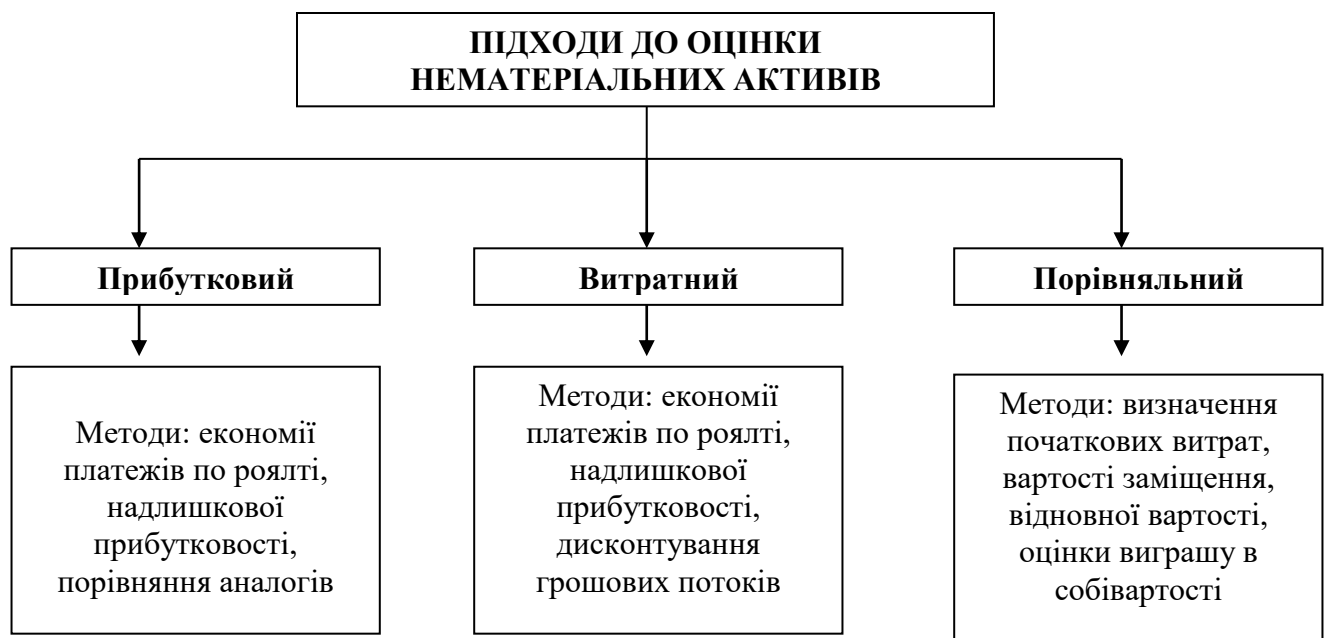 ПІДХОДИ ДО ОЦІНКИ
НЕМАТЕРІАЛЬНИХ АКТИВІВ
Прибутковий
Витратний
Порівняльний
Методи: економії
платежів по роялті,
надлишкової
прибутковості,
порівняння аналогів
Методи: економії
платежів по роялті,
надлишкової
прибутковості,
дисконтування
грошових потоків
Методи: визначення
початкових витрат,
вартості заміщення,
відновної вартості,
оцінки виграшу в
собівартості